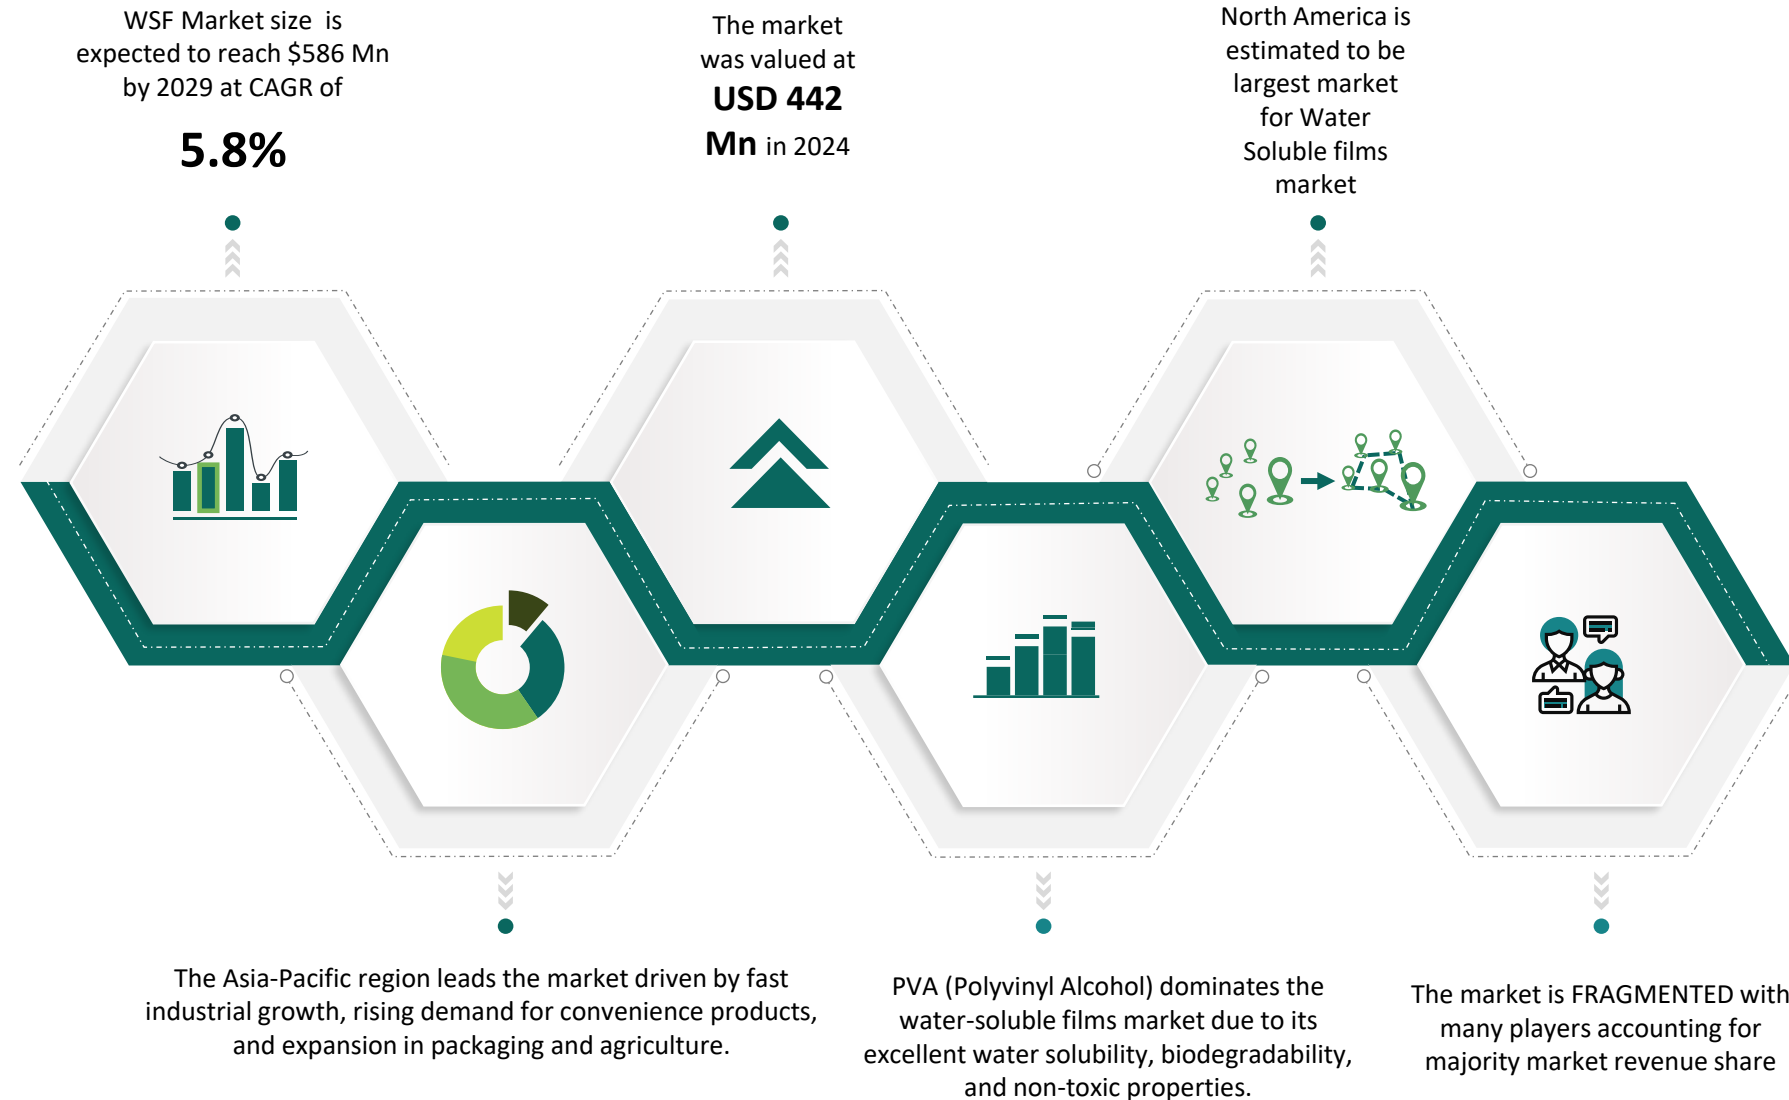 WSF Market size is
expected to reach $586 Mn
by 2029 at CAGR of
5.8%
The market
was valued at
USD 442
Mn in 2024
North America is
estimated to be
largest market
for Water
Soluble films
market
The Asia-Pacific region leads the market driven by fast
industrial growth, rising demand for convenience products,
and expansion in packaging and agriculture.
PVA (Polyvinyl Alcohol) dominates the
water-soluble films market due to its
excellent water solubility, biodegradability,
and non-toxic properties.
The market is FRAGMENTED with
many players accounting for
majority market revenue share